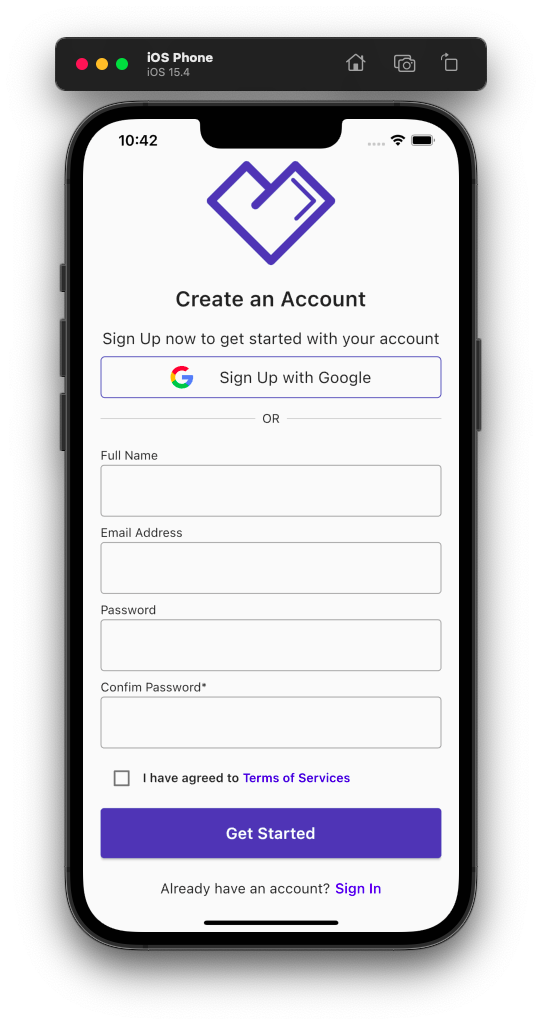 iOS Phone
iOS 15.4
10:42
Create an Account
Sign Up now to get started with your account
Sign Up with Google
OR
Full Name
Email Address
Password
Confim Password*
I have agreed to Terms of Services
Get Started
Already have an account? Sign In